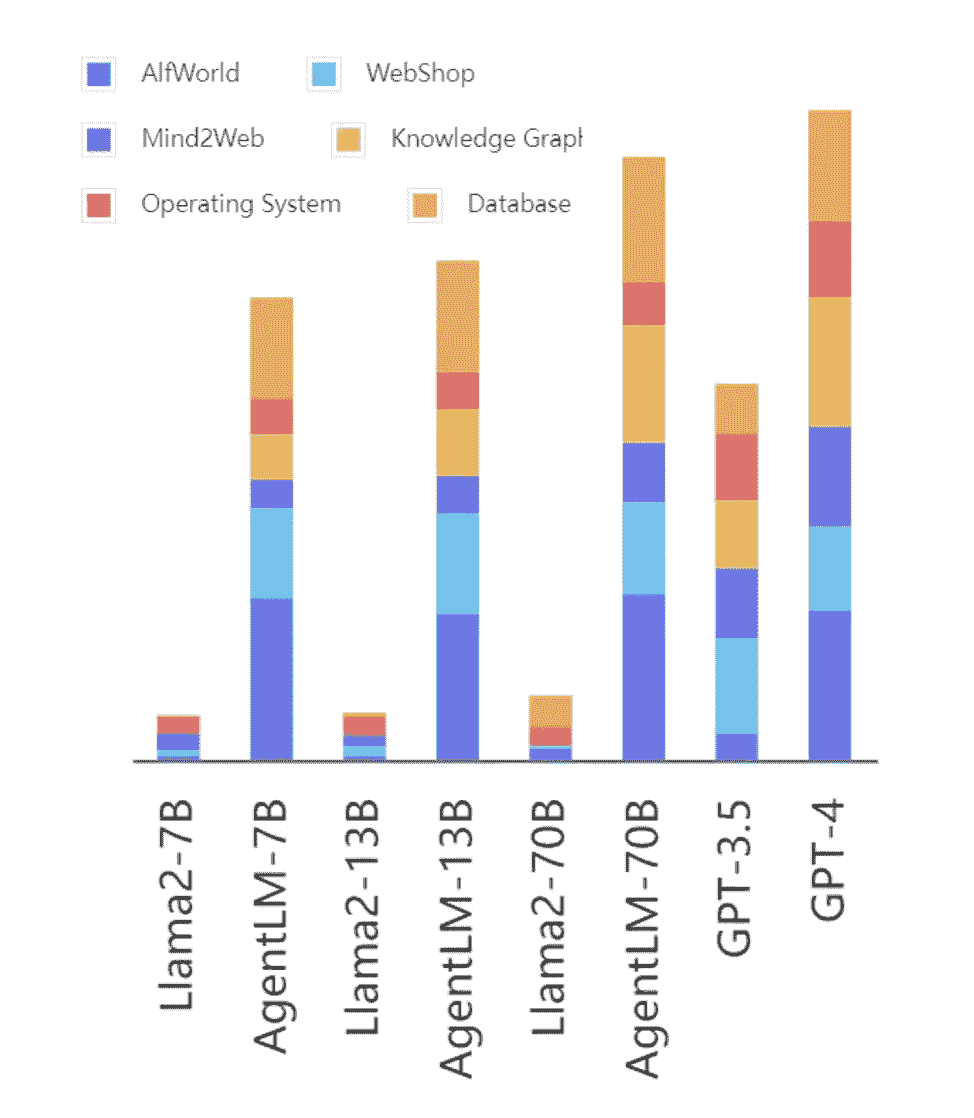 AlfWorld WebShop
Mind2Web Knowledge Graph
Operating System Database
Llama2-7B
AgentLM-7B
Llama2-13B
AgentLM-13B
Llama2-70B
AgentLM-70B
GPT-3.5
GPT-4